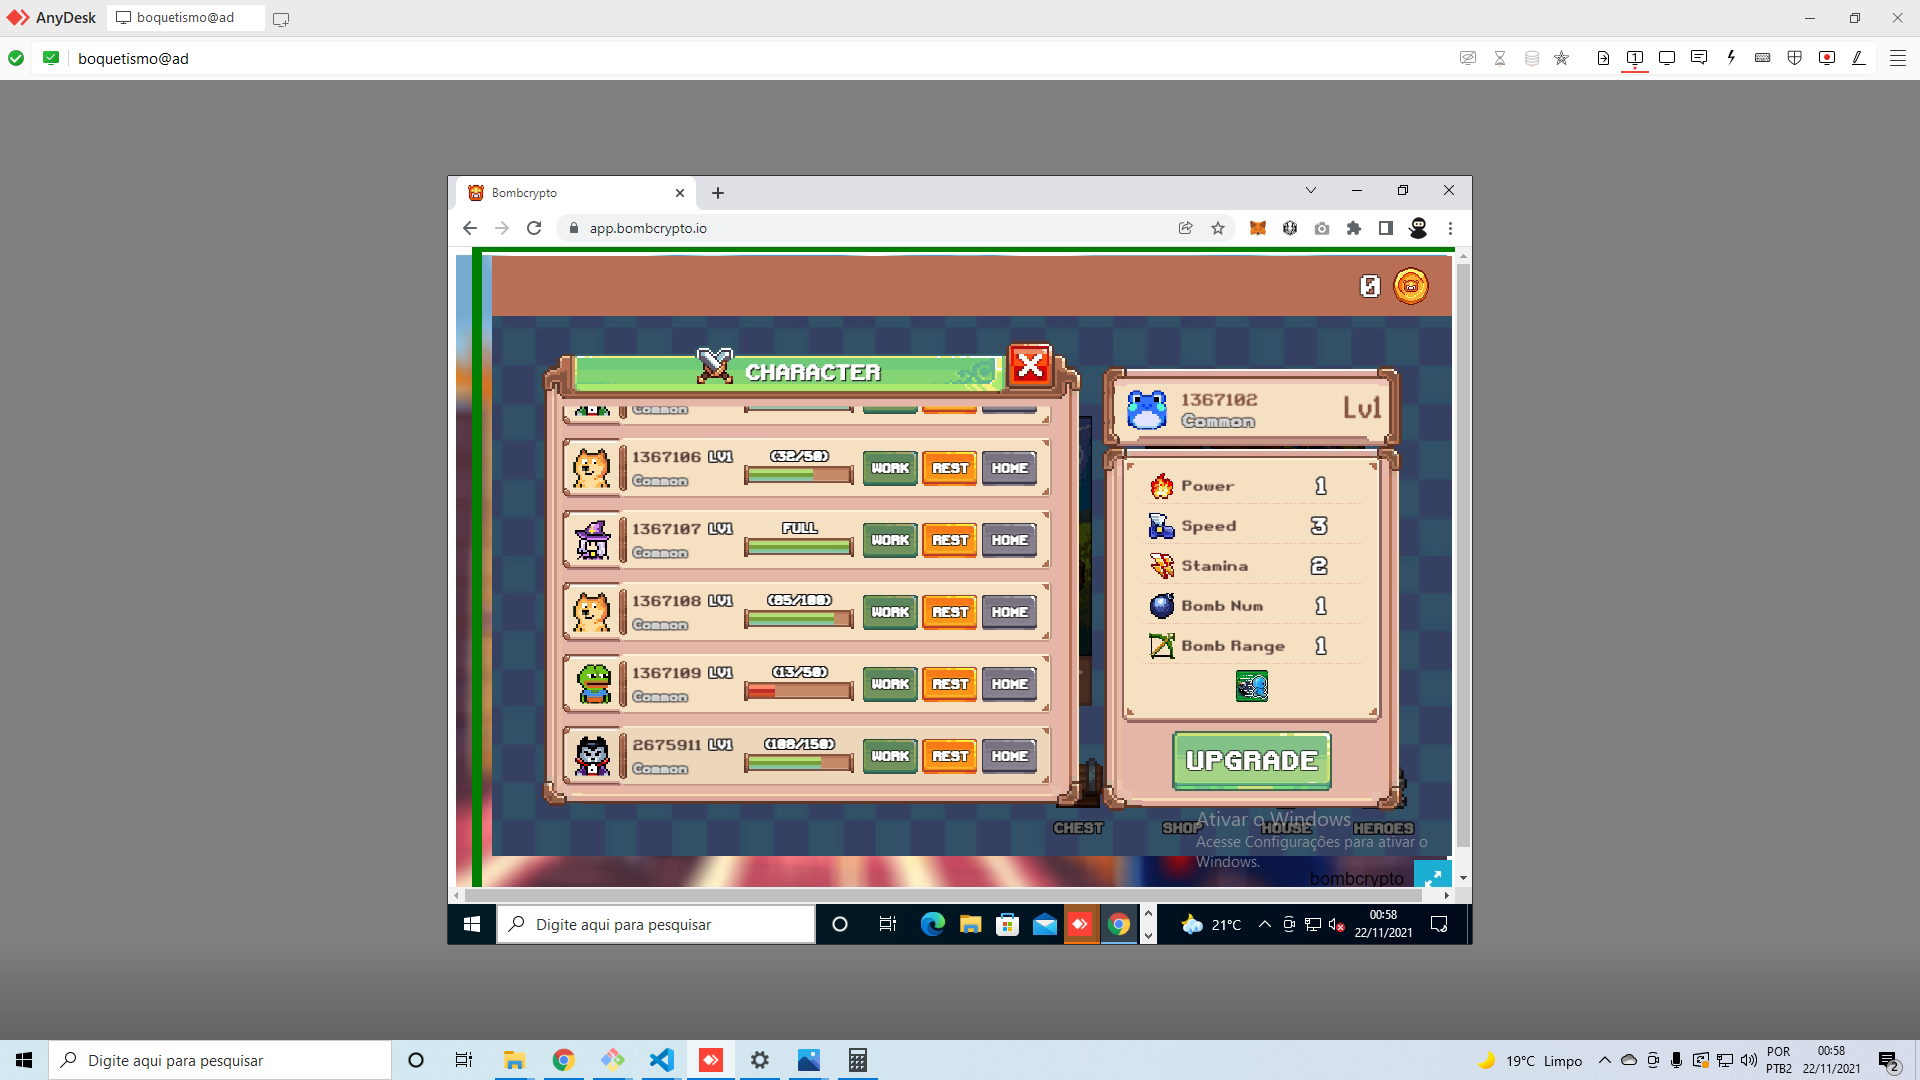 AnyDesk
boquetismo@ad
boquetismo@ad
1
Bombcrypto
app.bombcrypto.io
0
CHARACTER
Common
1367106 LV1
(32/50)
WORK REST HOME
Common
1367107 LV1
FULL
WORK REST HOME
Common
1367108 LV1
(85/100)
WORK REST HOME
Common
1367109 LV1
(13/50)
WORK REST HOME
Common
2675911 LV1
(108/150)
WORK REST HOME
Common
1367102
Common
Lv1
Power 1
Speed 3
Stamina 2
Bomb Num 1
Bomb Range 1
UPGRADE
CHEST SHOP HOUSE HEROES
Ativar o Windows
Acesse Configurações para ativar o
Windows.
bombcrypto
Digite aqui para pesquisar
21°C
00:58
22/11/2021
Digite aqui para pesquisar
19°C Limpo
POR
PTB2
00:58
22/11/2021
2